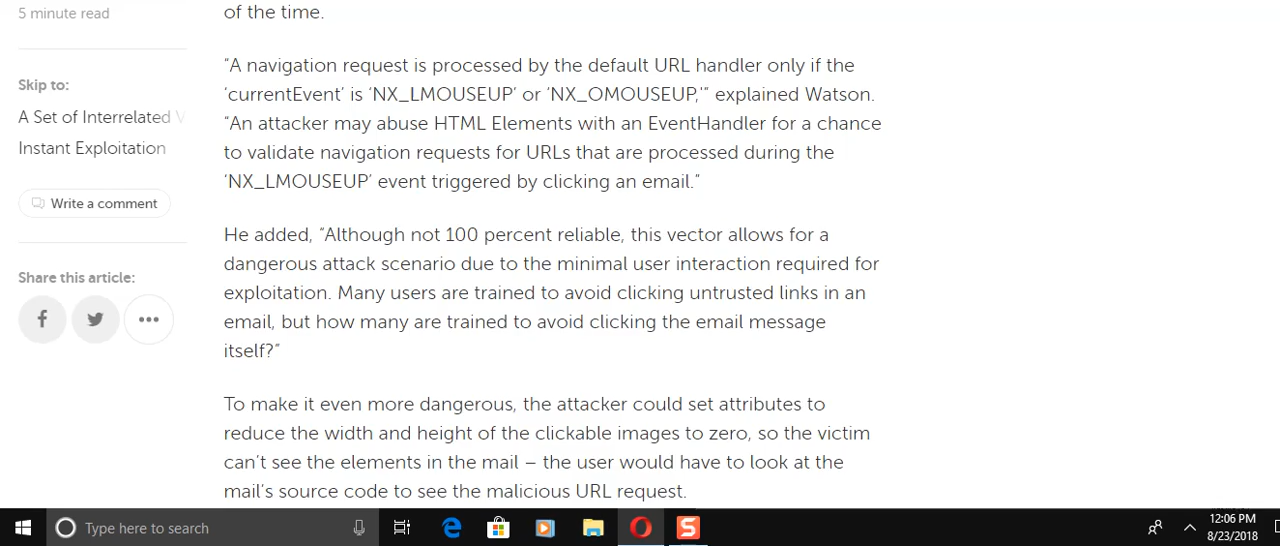 5 minute read
Skip to:
A Set of Interrelated V
Instant Exploitation
Write a comment
Share this article:
of the time.
“A navigation request is processed by the default URL handler only if the
‘currentEvent’ is ‘NX_LMOUSEUP’ or ‘NX_OMOUSEUP,'” explained Watson.
“An attacker may abuse HTML Elements with an EventHandler for a chance
to validate navigation requests for URLs that are processed during the
‘NX_LMOUSEUP’ event triggered by clicking an email.”
He added, “Although not 100 percent reliable, this vector allows for a
dangerous attack scenario due to the minimal user interaction required for
exploitation. Many users are trained to avoid clicking untrusted links in an
email, but how many are trained to avoid clicking the email message
itself?”
To make it even more dangerous, the attacker could set attributes to
reduce the width and height of the clickable images to zero, so the victim
can’t see the elements in the mail – the user would have to look at the
mail’s source code to see the malicious URL request.
Type here to search
12:06 PM
8/23/2018